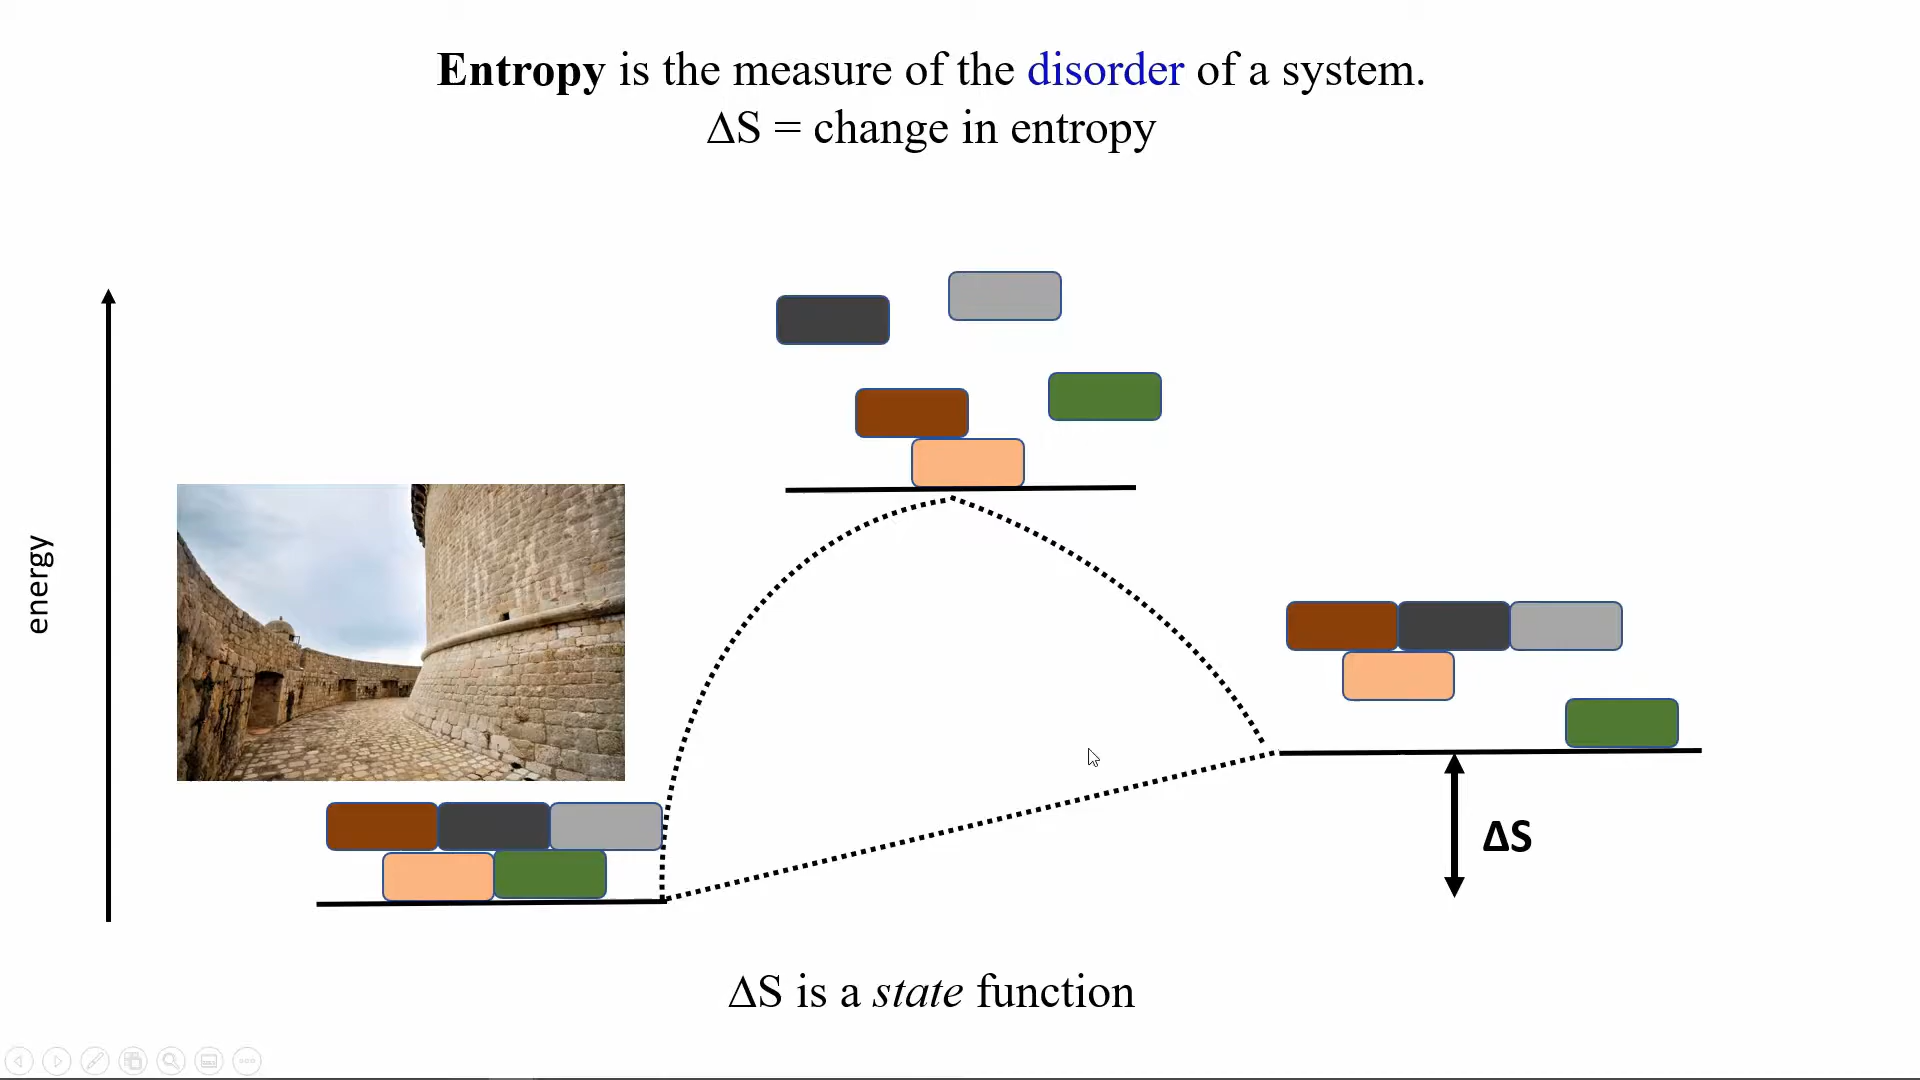 Entropy is the measure of the disorder of a system.
ΔS = change in entropy
energy
ΔS
ΔS is a state function